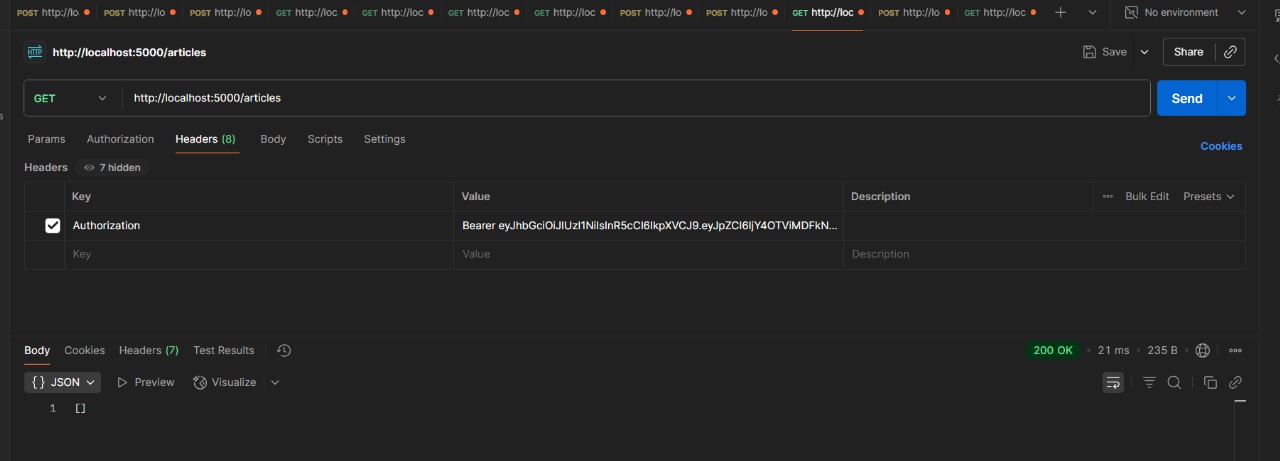 POST http://lo POST http://lo POST http://lo GET http://loc GET http://loc GET http://loc GET http://loc POST http://lo POST http://lo GET http://loc POST http://lo GET http://loc No environment
HTTP http://localhost:5000/articles Save Share
GET http://localhost:5000/articles Send
Params Authorization Headers (8) Body Scripts Settings Cookies
Headers 7 hidden
Key Value Description Bulk Edit Presets
Authorization Bearer eyJhbGciOiJIUzI1NiIsInR5cCI6IkpXVCJ9.eyJpZCI6IjY4OTViMDFkN...
Key Value Description
Body Cookies Headers (7) Test Results 200 OK • 21 ms • 235 B
{} JSON Preview Visualize
1 []